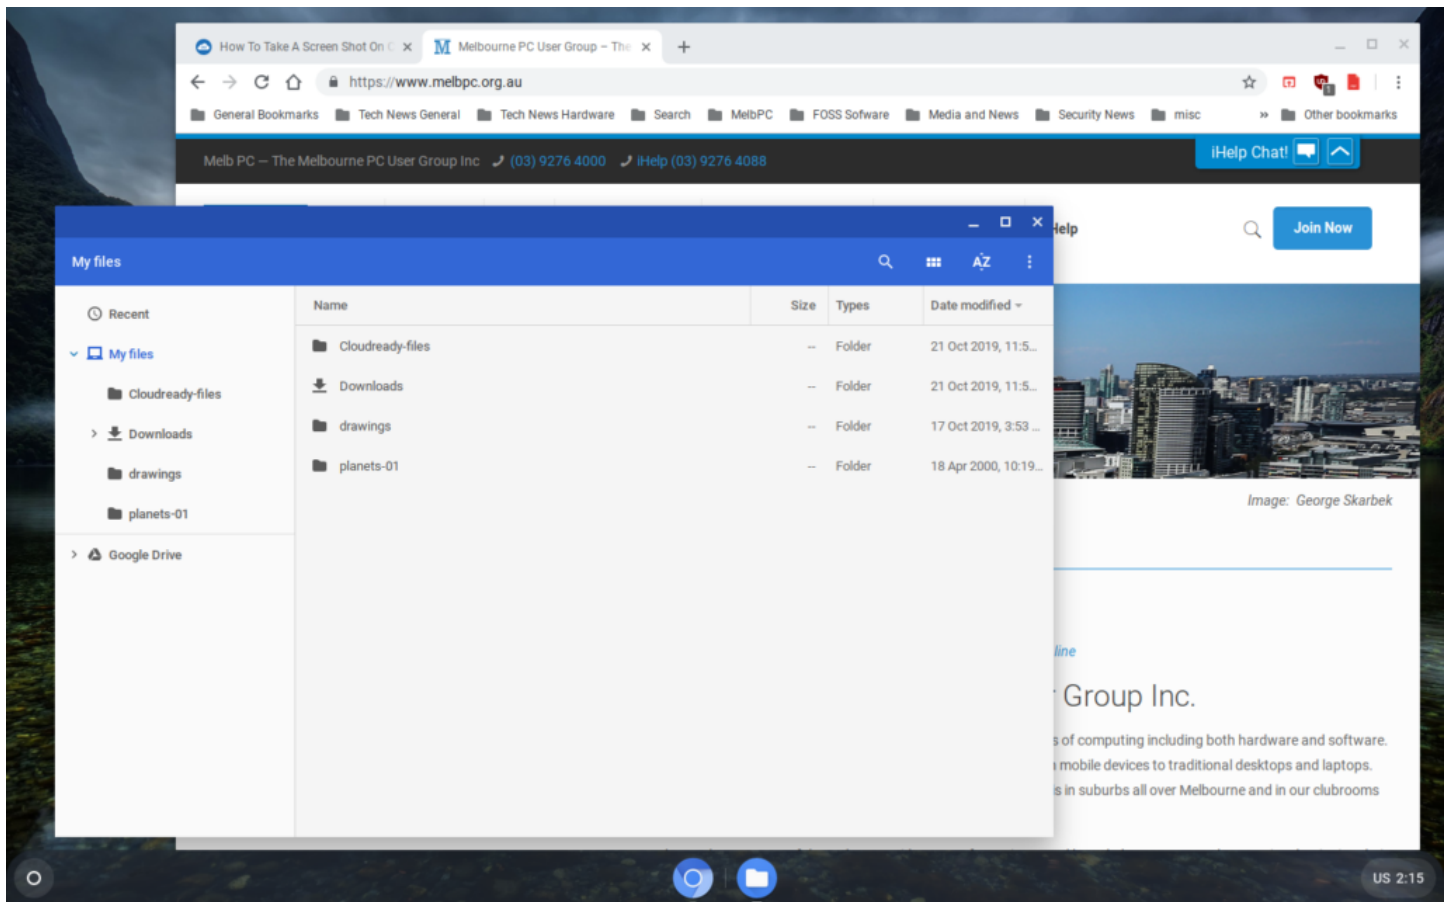 How To Take A Screen Shot On C
Melbourne PC User Group – The
https://www.melbpc.org.au
General Bookmarks Tech News General Tech News Hardware Search MelbPC FOSS Sofware Media and News Security News misc » Other bookmarks
Melb PC — The Melbourne PC User Group Inc (03) 9276 4000 iHelp (03) 9276 4088
iHelp Chat!
Help
Join Now
My files
AZ
Recent
My files
Cloudready-files
Downloads
drawings
planets-01
Google Drive
Name Size Types Date modified
Cloudready-files -- Folder 21 Oct 2019, 11:5...
Downloads -- Folder 21 Oct 2019, 11:5...
drawings -- Folder 17 Oct 2019, 3:53 ...
planets-01 -- Folder 18 Apr 2000, 10:19...
Image: George Skarbek
line
Group Inc.
s of computing including both hardware and software.
mobile devices to traditional desktops and laptops.
s in suburbs all over Melbourne and in our clubrooms
US 2:15